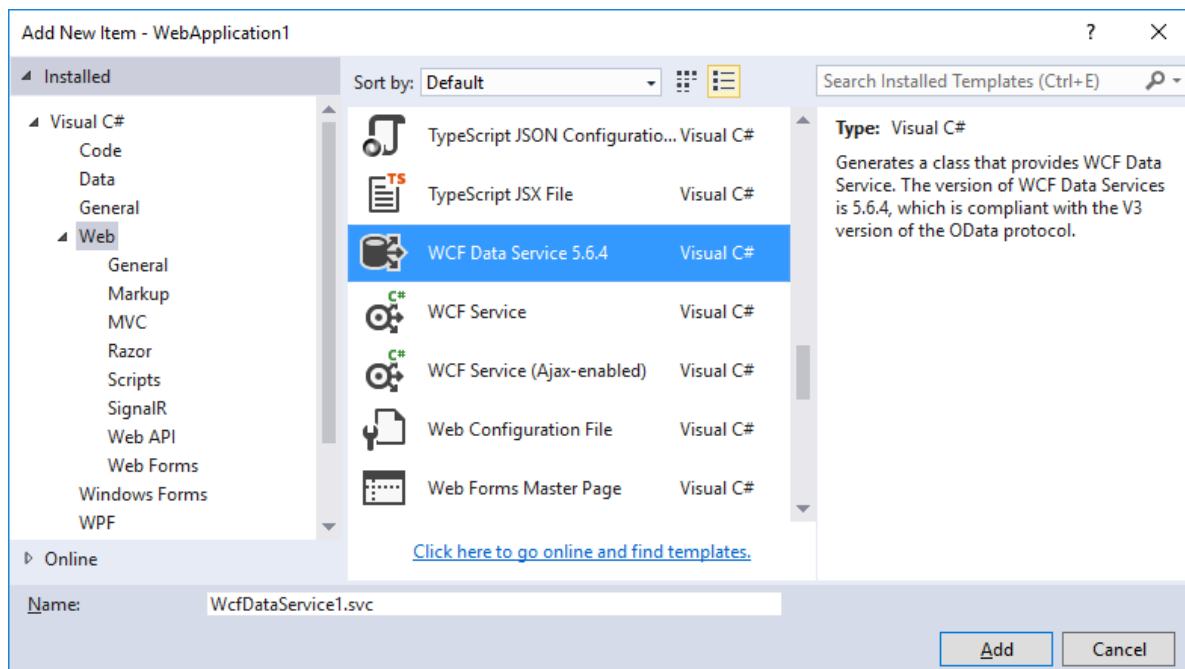 Add New Item - WebApplication1
?
Installed
Sort by: Default
Search Installed Templates (Ctrl+E)
Visual C#
Code
Data
General
Web
General
Markup
MVC
Razor
Scripts
SignalR
Web API
Web Forms
Windows Forms
WPF
Online
TypeScript JSON Configuratio... Visual C#
TS
TypeScript JSX File Visual C#
WCF Data Service 5.6.4 Visual C#
C#
WCF Service Visual C#
C#
WCF Service (Ajax-enabled) Visual C#
Web Configuration File Visual C#
Web Forms Master Page Visual C#
Click here to go online and find templates.
Type: Visual C#
Generates a class that provides WCF Data
Service. The version of WCF Data Services
is 5.6.4, which is compliant with the V3
version of the OData protocol.
Name: WcfDataService1.svc
Add Cancel